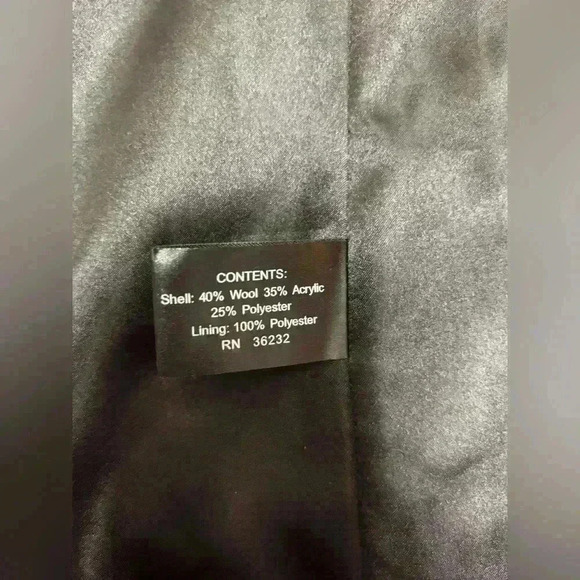 CONTENTS:
Shell: 40% Wool 35% Acrylic
25% Polyester
Lining: 100% Polyester
RN 36232